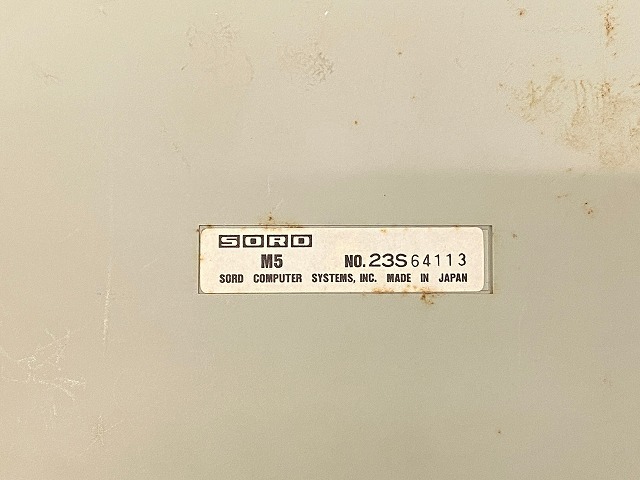 SORD
M5 NO. 23S64113
SORD COMPUTER SYSTEMS, INC. MADE IN JAPAN